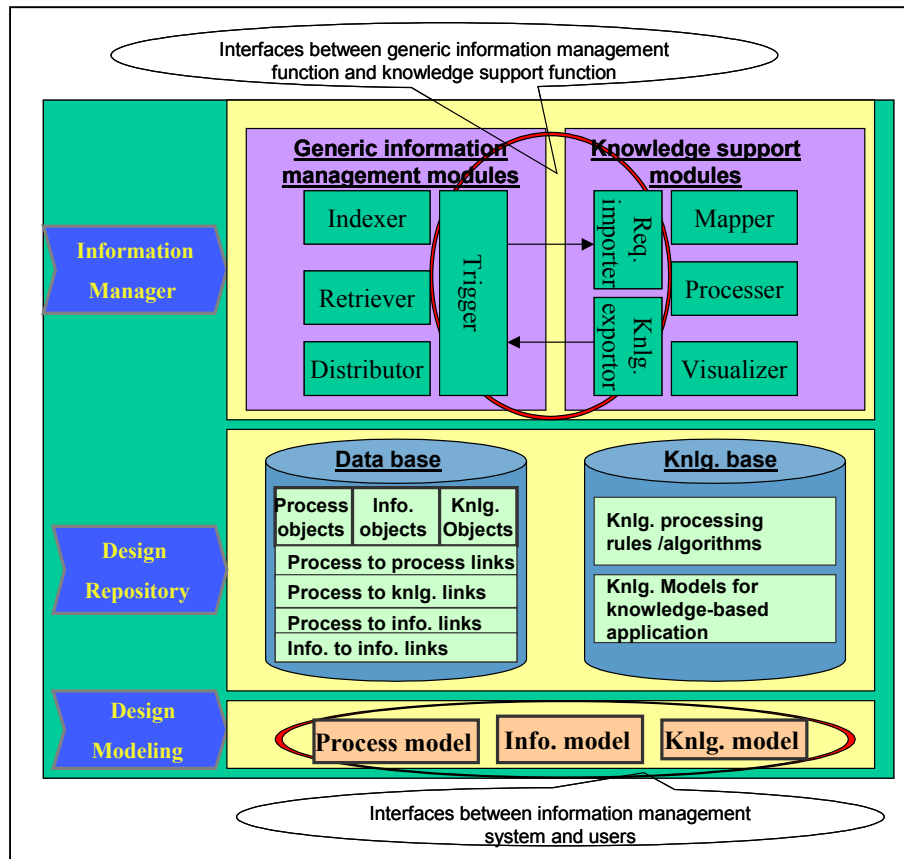 Interfaces between generic information management
function and knowledge support function
Generic information
management modules
Knowledge support
modules
Information
Manager
Indexer
Retriever
Distributor
Trigger
Req.
importer
Knlg.
exportor
Mapper
Processer
Visualizer
Design
Repository
Data base
Process
objects
Info.
objects
Knlg.
Objects
Process to process links
Process to knlg. links
Process to info. links
Info. to info. links
Knlg. base
Knlg. processing
rules /algorithms
Knlg. Models for
knowledge-based
application
Design
Modeling
Process model
Info. model
Knlg. model
Interfaces between information management
system and users